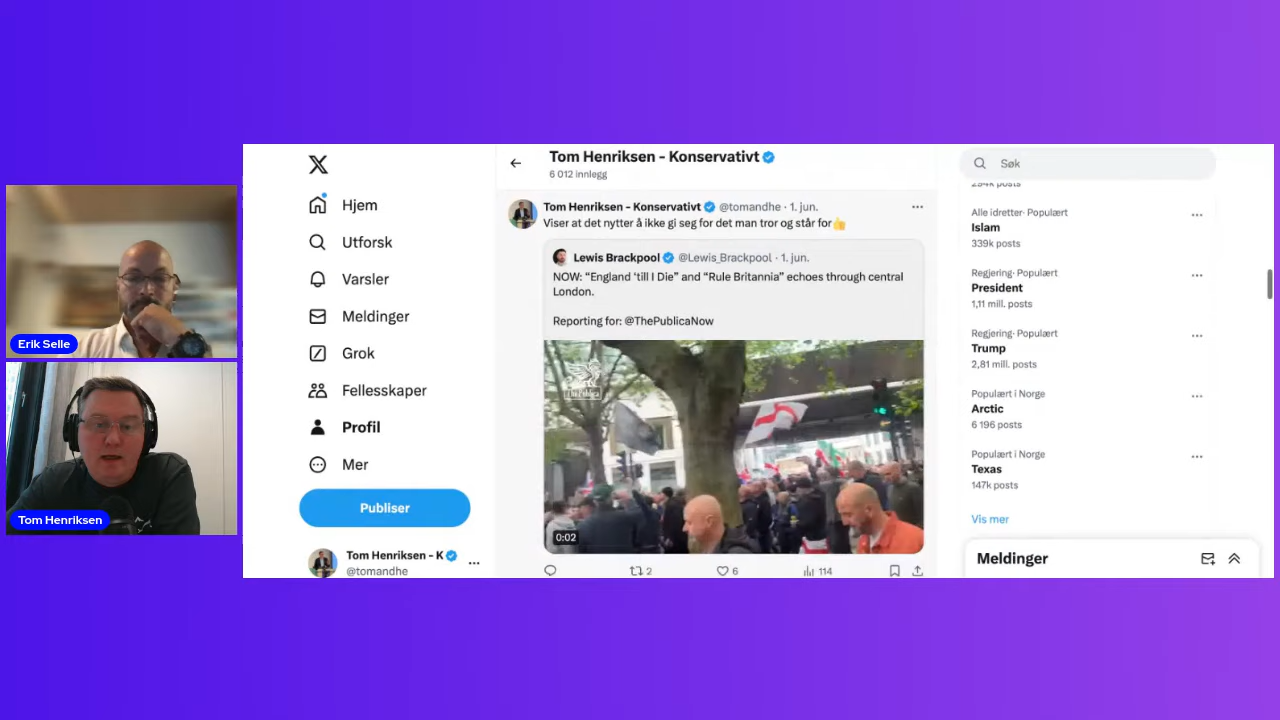 Erik Selle
Tom Henriksen
Hjem
Utforsk
Varsler
Meldinger
Grok
Fellesskaper
Profil
Mer
Publiser
Tom Henriksen - K
@tomandhe
Tom Henriksen - Konservativt
6 012 innlegg
Tom Henriksen - Konservativt @tomandhe · 1. jun.
Viser at det nytter å ikke gi seg for det man tror og står for👍
Lewis Brackpool @Lewis_Brackpool · 1. jun.
NOW: “England ‘till I Die” and “Rule Britannia” echoes through central
London.
Reporting for: @ThePublicaNow
The Publica
0:02
2 6 114
Søk
294k posts
Alle idretter · Populært
Islam
339k posts
Regjering · Populært
President
1,11 mill. posts
Regjering · Populært
Trump
2,81 mill. posts
Populært i Norge
Arctic
6 196 posts
Populært i Norge
Texas
147k posts
Vis mer
Meldinger